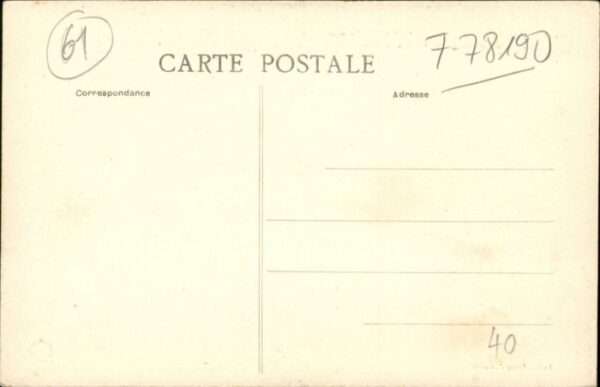 61
7-78190
CARTE POSTALE
Correspondance
Adresse
40